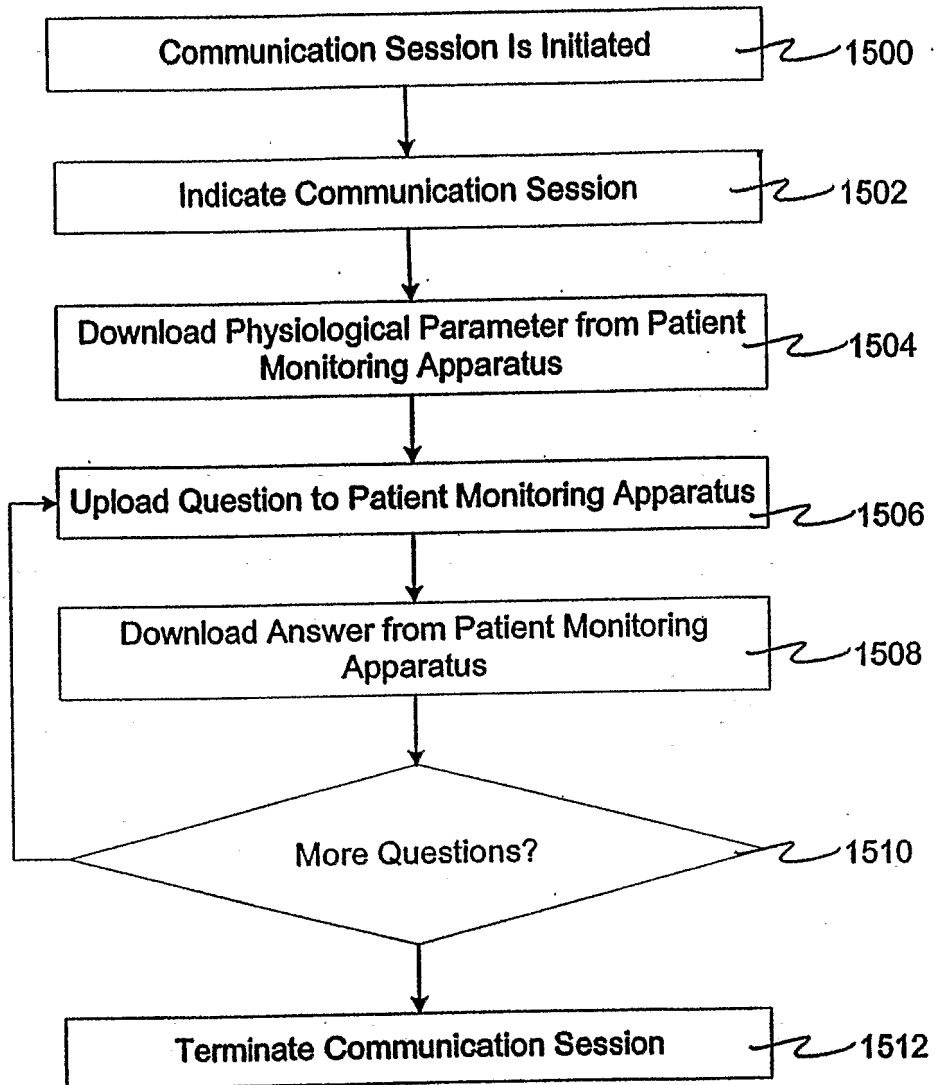 Communication Session Is Initiated 1500
Indicate Communication Session 1502
Download Physiological Parameter from Patient
Monitoring Apparatus 1504
Upload Question to Patient Monitoring Apparatus 1506
Download Answer from Patient Monitoring
Apparatus 1508
More Questions? 1510
Terminate Communication Session 1512